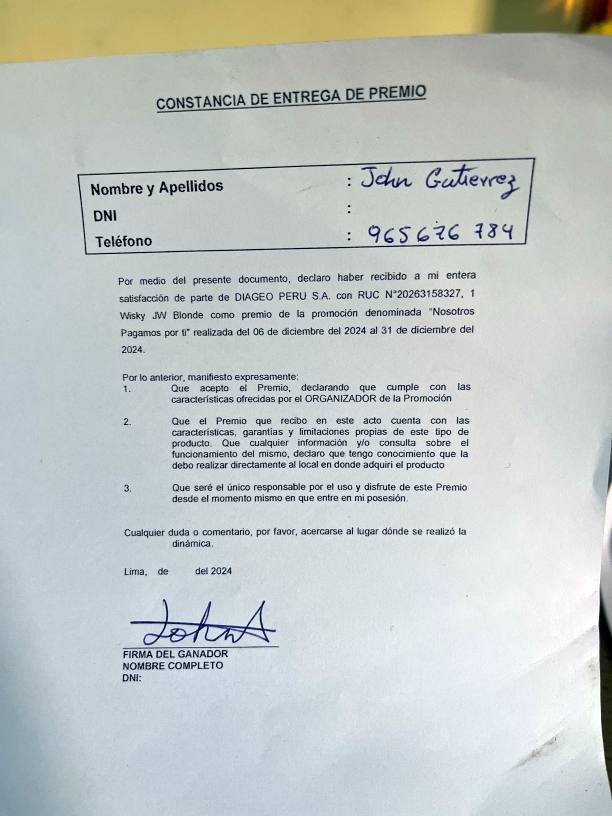 CONSTANCIA DE ENTREGA DE PREMIO
Nombre y Apellidos : John Gutierrez
DNI :
Teléfono : 965676 784
Por medio del presente documento, declaro haber recibido a mi entera
satisfacción de parte de DIAGEO PERU S.A. con RUC N°20263158327, 1
Wisky JW Blonde como premio de la promoción denominada "Nosotros
Pagamos por ti" realizada del 06 de diciembre del 2024 al 31 de diciembre del
2024.
Por lo anterior, manifiesto expresamente:
1. Que acepto el Premio, declarando que cumple con las
características ofrecidas por el ORGANIZADOR de la Promoción
2. Que el Premio que recibo en este acto cuenta con las
características, garantías y limitaciones propias de este tipo de
producto. Que cualquier información y/o consulta sobre el
funcionamiento del mismo, declaro que tengo conocimiento que la
debo realizar directamente al local en donde adquirí el producto
3. Que seré el único responsable por el uso y disfrute de este Premio
desde el momento mismo en que entre en mi posesión.
Cualquier duda o comentario, por favor, acercarse al lugar dónde se realizó la
dinámica.
Lima, de del 2024
FIRMA DEL GANADOR
NOMBRE COMPLETO
DNI: